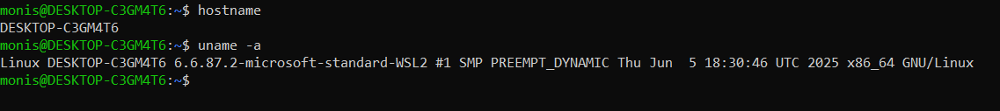 monis@DESKTOP-C3GM4T6:~$ hostname
DESKTOP-C3GM4T6
monis@DESKTOP-C3GM4T6:~$ uname -a
Linux DESKTOP-C3GM4T6 6.6.87.2-microsoft-standard-WSL2 #1 SMP PREEMPT_DYNAMIC Thu Jun  5 18:30:46 UTC 2025 x86_64 GNU/Linux
monis@DESKTOP-C3GM4T6:~$